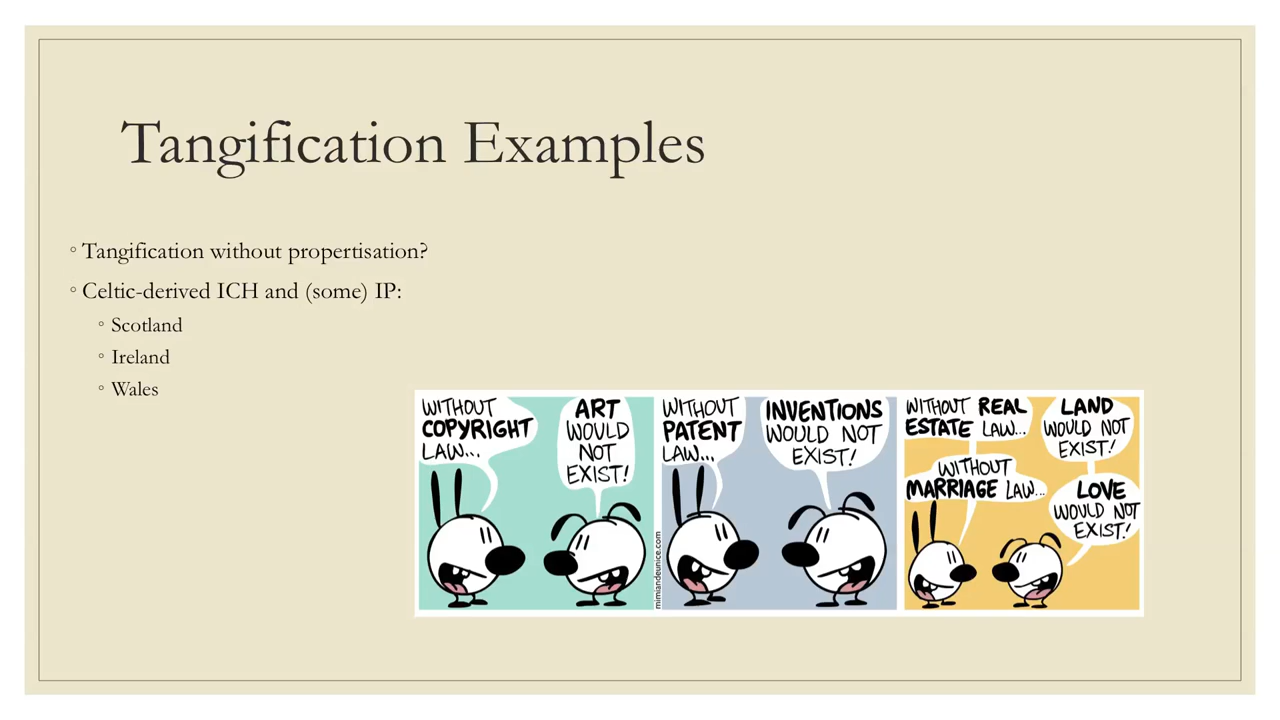 Tangification Examples
◦ Tangification without propertisation?
◦ Celtic-derived ICH and (some) IP:
◦ Scotland
◦ Ireland
◦ Wales
WITHOUT
COPYRIGHT
LAW...
ART
WOULD
NOT
EXIST!
mimiandeunice.com
WITHOUT
PATENT
LAW...
INVENTIONS
WOULD NOT
EXIST!
WITHOUT REAL
ESTATE LAW...
LAND
WOULD NOT
EXIST!
WITHOUT
MARRIAGE LAW...
LOVE
WOULD NOT
EXIST!